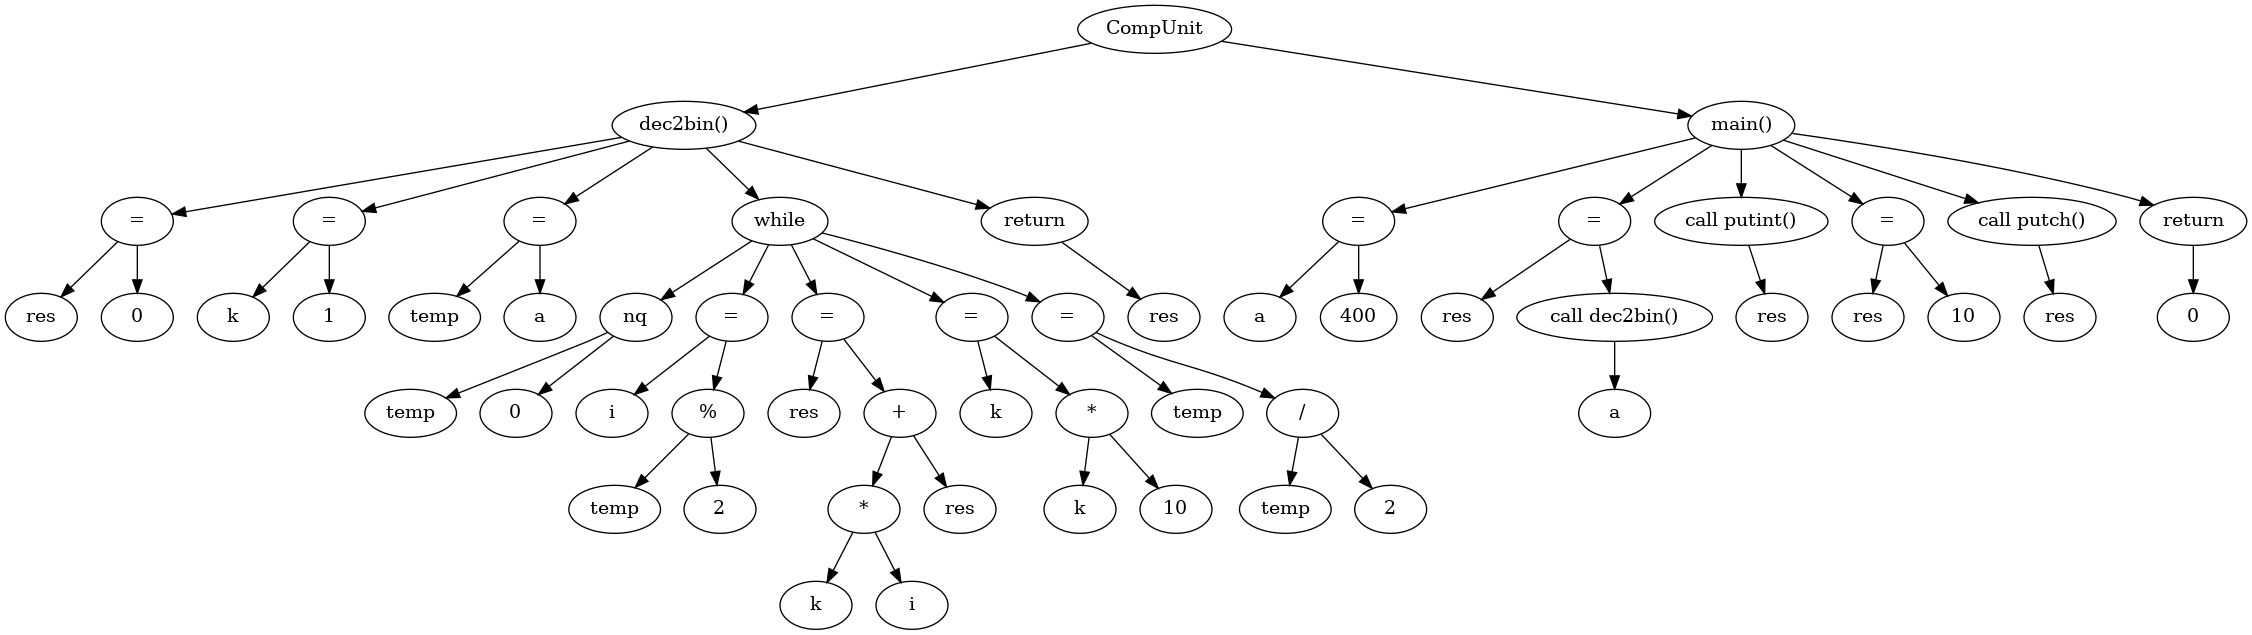 CompUnit
dec2bin() main()
= = = while return = = call putint() = call putch() return
res 0 k 1 temp a nq = = = = res a 400 res call dec2bin() res res 10 res 0
temp 0 i % res + k * temp / a
temp 2 * res k 10 temp 2
k i